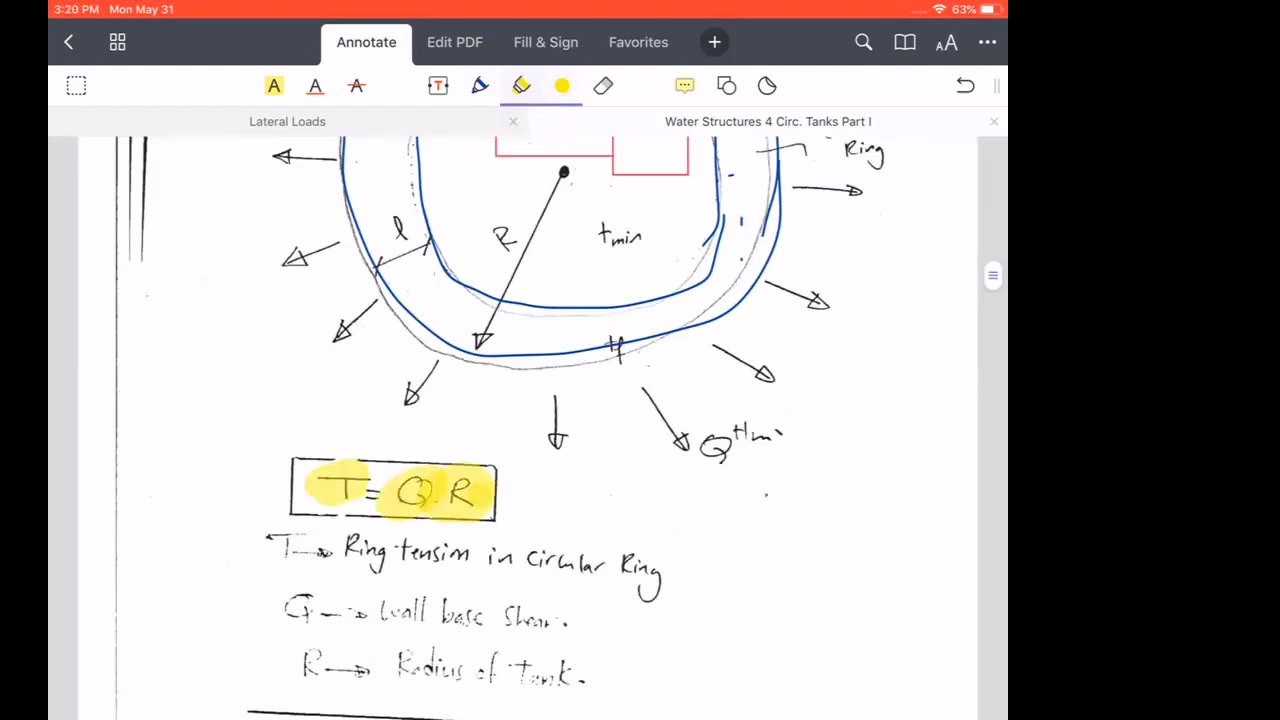 3:20 PM Mon May 31 63%
Annotate Edit PDF Fill & Sign Favorites
Lateral Loads Water Structures 4 Circ. Tanks Part I
Ring
l R tmin
tf
Q
T = Q.R
T → Ring tension in circular Ring
Q → Wall base shear.
R → Radius of Tank.